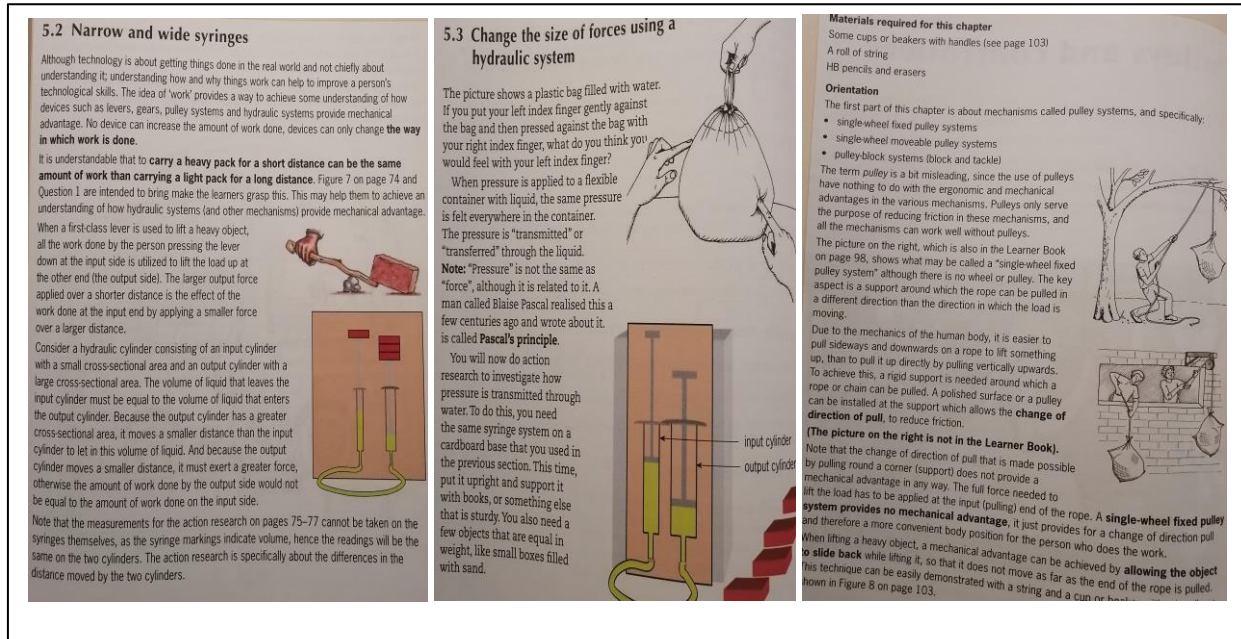 5.2 Narrow and wide syringes
Although technology is about getting things done in the real world and not chiefly about
understanding it; understanding how and why things work can help to improve a person's
technological skills. The idea of 'work' provides a way to achieve some understanding of how
devices such as levers, gears, pulley systems and hydraulic systems provide mechanical
advantage. No device can increase the amount of work done, devices can only change the way
in which work is done.
It is understandable that to carry a heavy pack for a short distance can be the same
amount of work than carrying a light pack for a long distance. Figure 7 on page 74 and
Question 1 are intended to bring make the learners grasp this. This may help them to achieve an
understanding of how hydraulic systems (and other mechanisms) provide mechanical advantage.
When a first-class lever is used to lift a heavy object,
all the work done by the person pressing the lever
down at the input side is utilized to lift the load up at
the other end (the output side). The larger output force
applied over a shorter distance is the effect of the
work done at the input end by applying a smaller force
over a larger distance.
Consider a hydraulic cylinder consisting of an input cylinder
with a small cross-sectional area and an output cylinder with a
large cross-sectional area. The volume of liquid that leaves the
input cylinder must be equal to the volume of liquid that enters
the output cylinder. Because the output cylinder has a greater
cross-sectional area, it moves a smaller distance than the input
cylinder to let in this volume of liquid. And because the output
cylinder moves a smaller distance, it must exert a greater force,
otherwise the amount of work done by the output side would not
be equal to the amount of work done on the input side.
Note that the measurements for the action research on pages 75–77 cannot be taken on the
syringes themselves, as the syringe markings indicate volume, hence the readings will be the
same on the two cylinders. The action research is specifically about the differences in the
distance moved by the two cylinders.
5.3 Change the size of forces using a
hydraulic system
The picture shows a plastic bag filled with water.
If you put your left index finger gently against
the bag and then pressed against the bag with
your right index finger, what do you think you
would feel with your left index finger?
When pressure is applied to a flexible
container with liquid, the same pressure
is felt everywhere in the container.
The pressure is "transmitted" or
"transferred" through the liquid.
Note: "Pressure" is not the same as
"force", although it is related to it. A
man called Blaise Pascal realised this a
few centuries ago and wrote about it.
is called Pascal's principle.
You will now do action
research to investigate how
pressure is transmitted through
water. To do this, you need
the same syringe system on a
cardboard base that you used in
the previous section. This time,
put it upright and support it
with books, or something else
that is sturdy. You also need a
few objects that are equal in
weight, like small boxes filled
with sand.
input cylinder
output cylinder
Materials required for this chapter
Some cups or beakers with handles (see page 103)
A roll of string
HB pencils and erasers
Orientation
The first part of this chapter is about mechanisms called pulley systems, and specifically:
• single-wheel fixed pulley systems
• single-wheel moveable pulley systems
• pulley-block systems (block and tackle)
The term pulley is a bit misleading, since the use of pulleys
have nothing to do with the ergonomic and mechanical
advantages in the various mechanisms. Pulleys only serve
the purpose of reducing friction in these mechanisms, and
all the mechanisms can work well without pulleys.
The picture on the right, which is also in the Learner Book
on page 98, shows what may be called a "single-wheel fixed
pulley system" although there is no wheel or pulley. The key
aspect is a support around which the rope can be pulled in
a different direction than the direction in which the load is
moving.
Due to the mechanics of the human body, it is easier to
pull sideways and downwards on a rope to lift something
up, than to pull it up directly by pulling vertically upwards.
To achieve this, a rigid support is needed around which a
rope or chain can be pulled. A polished surface or a pulley
can be installed at the support which allows the change of
direction of pull, to reduce friction.
(The picture on the right is not in the Learner Book).
Note that the change of direction of pull that is made possible
by pulling round a corner (support) does not provide a
mechanical advantage in any way. The full force needed to
lift the load has to be applied at the input (pulling) end of the rope. A single-wheel fixed pulley
system provides no mechanical advantage, it just provides for a change of direction pull
and therefore a more convenient body position for the person who does the work.
When lifting a heavy object, a mechanical advantage can be achieved by allowing the object
to slide back while lifting it, so that it does not move as far as the end of the rope is pulled.
This technique can be easily demonstrated with a string and a cup or
shown in Figure 8 on page 103.